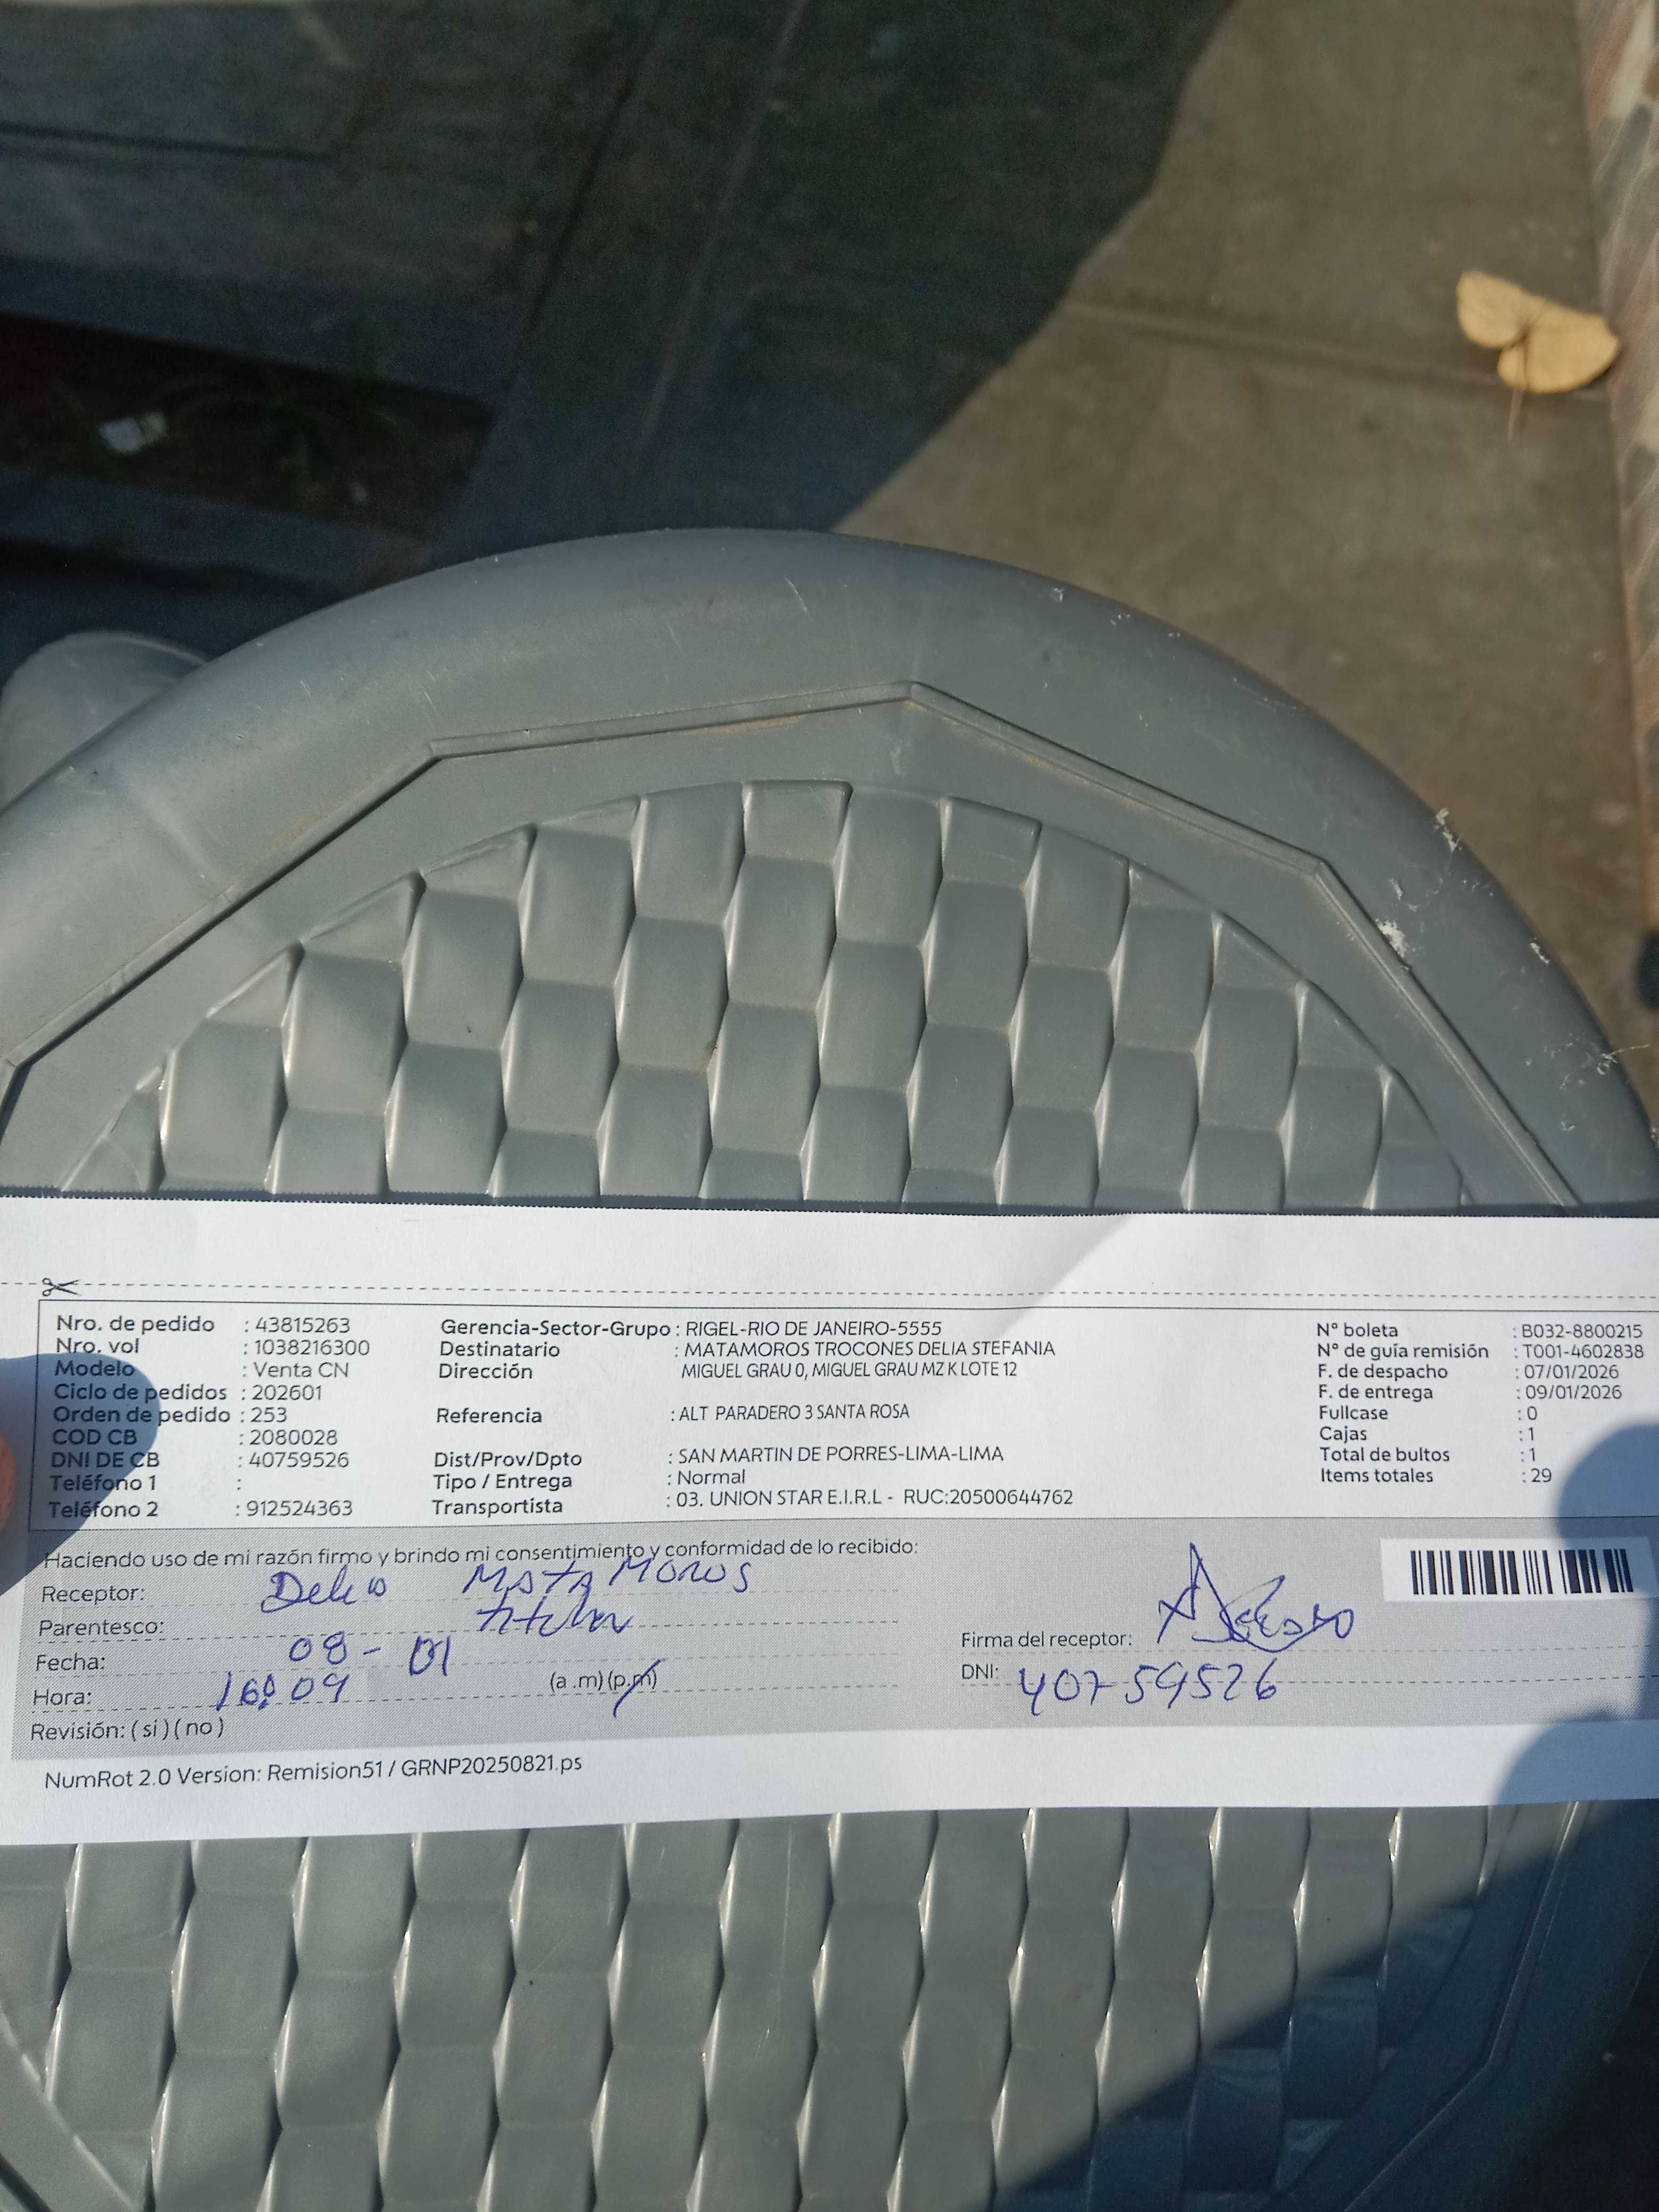 Nro. de pedido : 43815263
Nro. vol : 1038216300
Modelo : Venta CN
Ciclo de pedidos : 202601
Orden de pedido : 253
COD CB : 2080028
DNI DE CB : 40759526
Teléfono 1 :
Teléfono 2 : 912524363
Gerencia-Sector-Grupo : RIGEL-RIO DE JANEIRO-5555
Destinatario : MATAMOROS TROCONES DELIA STEFANIA
Dirección MIGUEL GRAU 0, MIGUEL GRAU MZ K LOTE 12
Referencia : ALT PARADERO 3 SANTA ROSA
Dist/Prov/Dpto : SAN MARTIN DE PORRES-LIMA-LIMA
Tipo / Entrega : Normal
Transportista : 03. UNION STAR E.I.R.L - RUC:20500644762
N° boleta : B032-8800215
N° de guía remisión : T001-4602838
F. de despacho : 07/01/2026
F. de entrega : 09/01/2026
Fullcase : 0
Cajas : 1
Total de bultos : 1
Items totales : 29
Haciendo uso de mi razón firmo y brindo mi consentimiento y conformidad de lo recibido:
Receptor: Delia MATAMOROS
Parentesco: titular
Fecha: 08-01
Hora: 16:09 (a.m) (p.m)
Revisión: ( si ) ( no )
Firma del receptor:
DNI: 40759526
NumRot 2.0 Version: Remision51 / GRNP20250821.ps